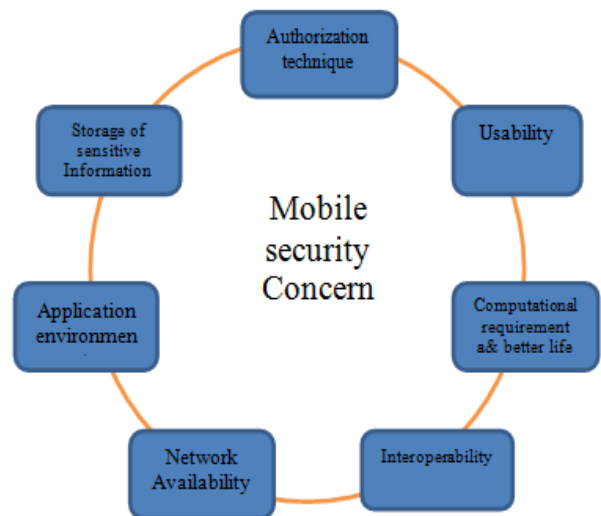 Authorization
technique
Usability
Storage of
sensitive
Information
Mobile
security
Concern
Application
environmen
Computational
requirement
a& better life
Network
Availability
Interoperability